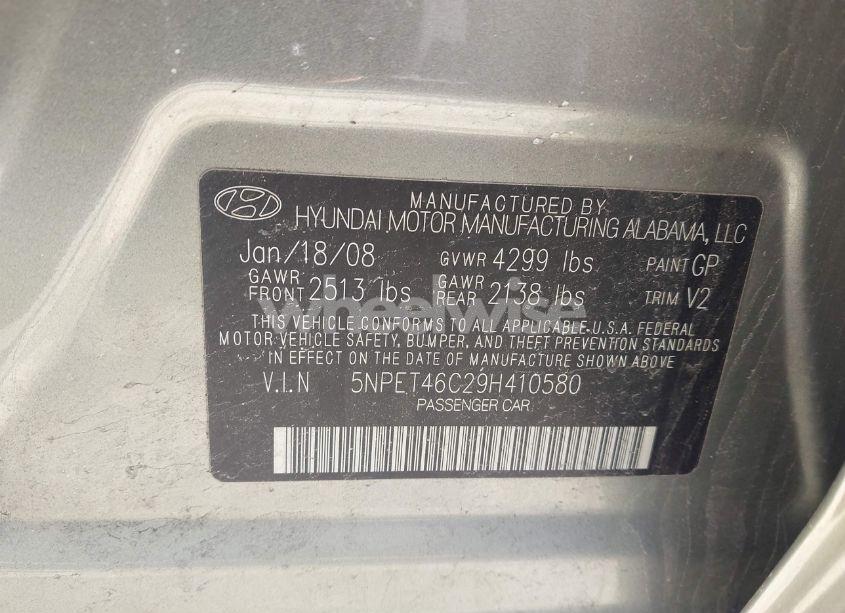 MANUFACTURED BY
HYUNDAI MOTOR MANUFACTURING ALABAMA, LLC
Jan/18/08 GVWR 4299 lbs PAINT GP
GAWR FRONT 2513 lbs GAWR REAR 2138 lbs TRIM V2
wheelwise
THIS VEHICLE CONFORMS TO ALL APPLICABLE U.S.A. FEDERAL
MOTOR VEHICLE SAFETY, BUMPER, AND THEFT PREVENTION STANDARDS
IN EFFECT ON THE DATE OF MANUFACTURE SHOWN ABOVE
V.I.N 5NPET46C29H410580
PASSENGER CAR